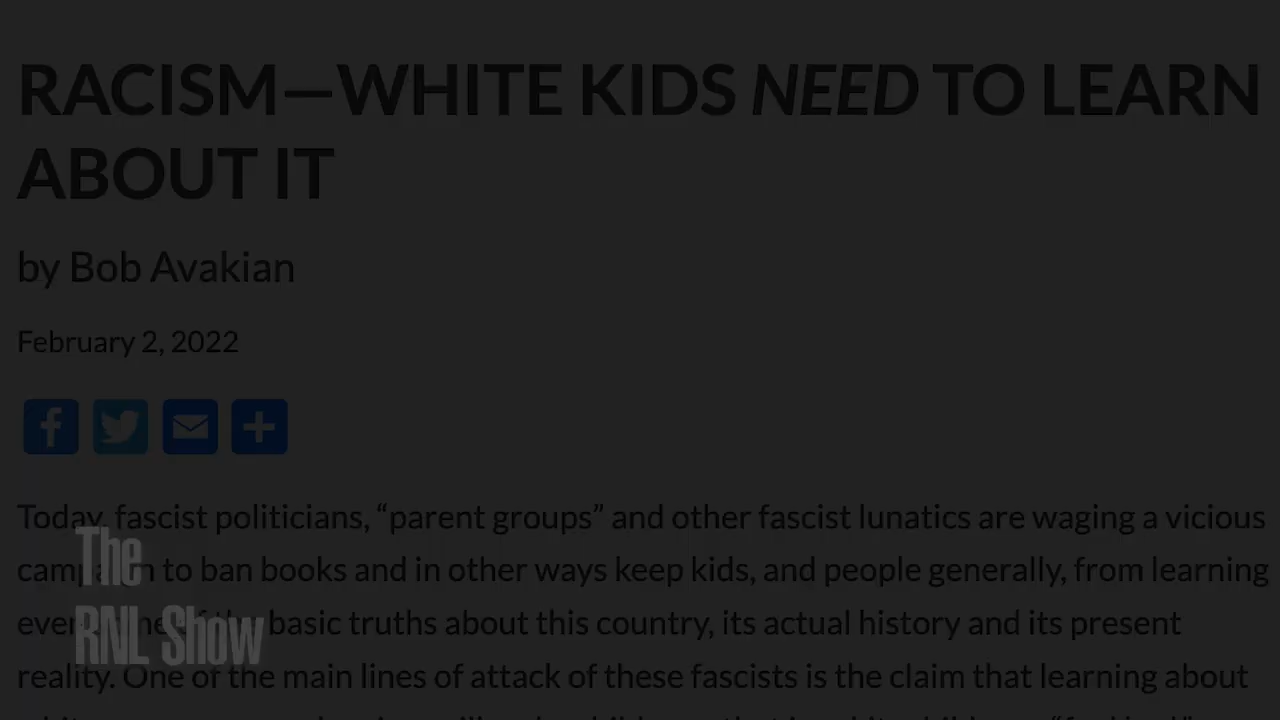 RACISM—WHITE KIDS NEED TO LEARN
ABOUT IT
by Bob Avakian
February 2, 2022
Today, fascist politicians, “parent groups” and other fascist lunatics are waging a vicious
campaign to ban books and in other ways keep kids, and people generally, from learning
even the basic truths about this country, its actual history and its present
reality. One of the main lines of attack of these fascists is the claim that learning about
The
RNL Show